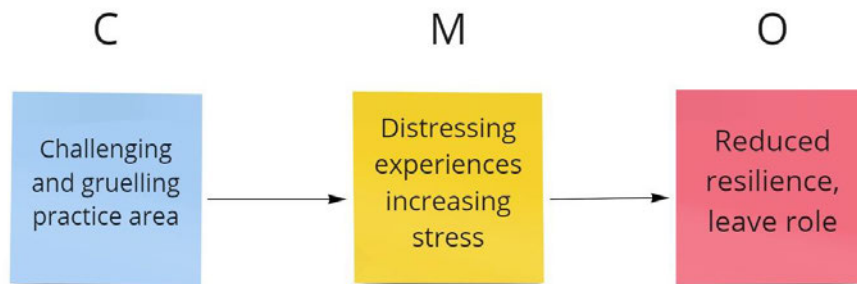 C
M
O
Challenging
and gruelling
practice area
Distressing
experiences
increasing
stress
Reduced
resilience,
leave role